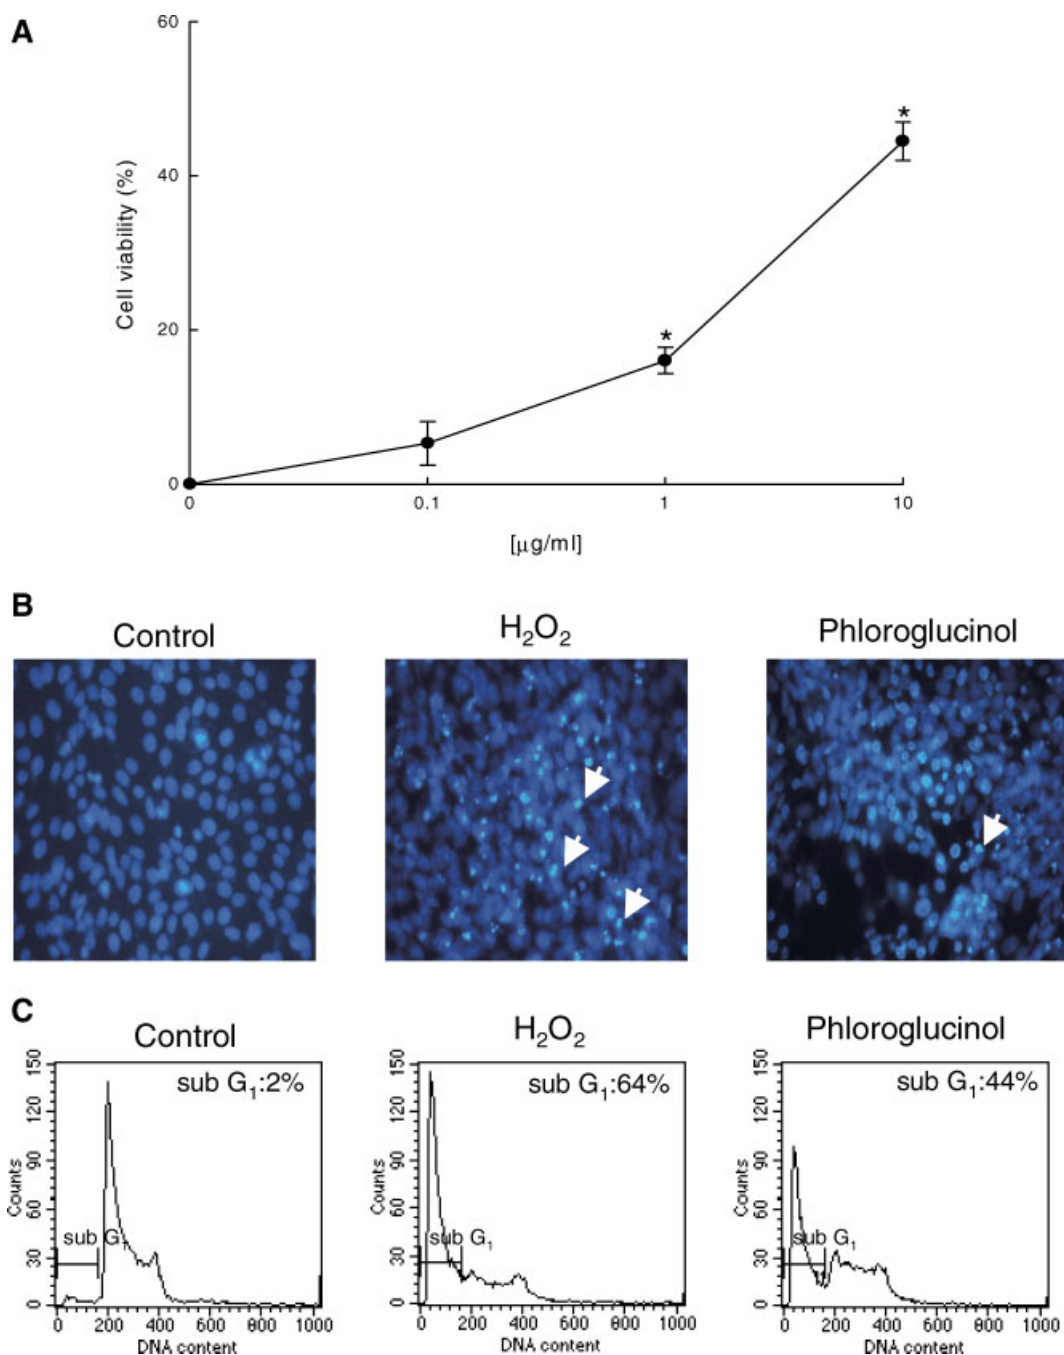 A
60
40
20
0
Cell viability (%)
*
*
0 0.1 1 10
[μg/ml]
B
Control H₂O₂ Phloroglucinol
C
Control H₂O₂ Phloroglucinol
sub G₁:2%
150
120
90
60
30
0
Counts
sub G₁
0 200 400 600 800 1000
DNA content
sub G₁:64%
150
120
90
60
30
0
Counts
sub G₁
0 200 400 600 800 1000
DNA content
sub G₁:44%
150
120
90
60
30
0
Counts
sub G₁
0 200 400 600 800 1000
DNA content